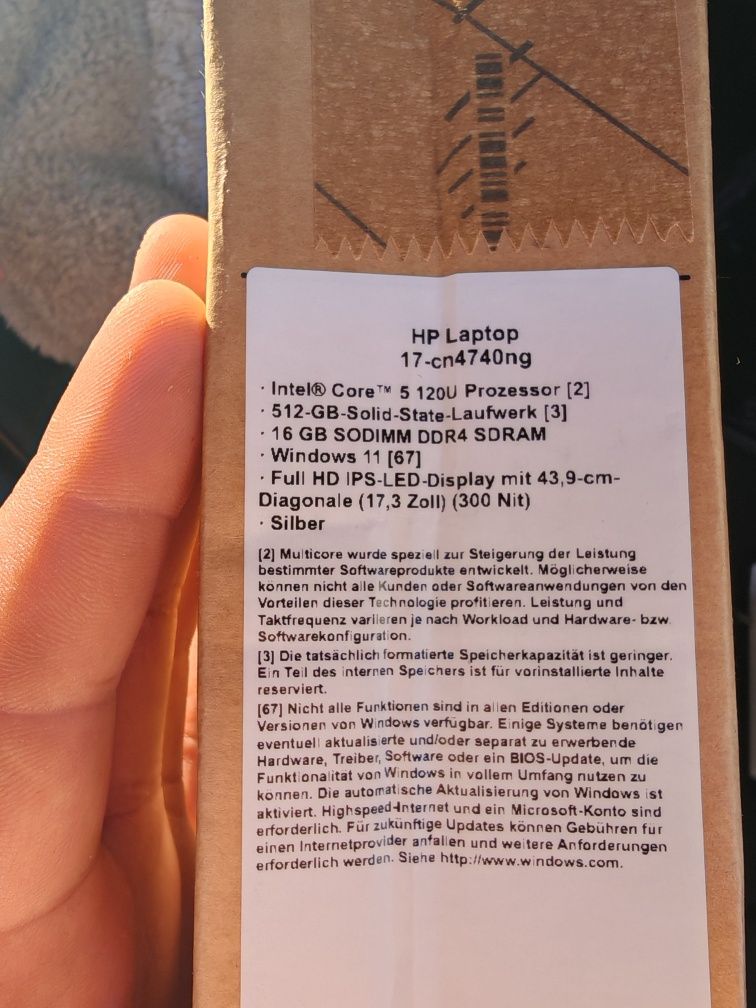 HP Laptop
17-cn4740ng
· Intel® Core™ 5 120U Prozessor [2]
· 512-GB-Solid-State-Laufwerk [3]
· 16 GB SODIMM DDR4 SDRAM
· Windows 11 [67]
· Full HD IPS-LED-Display mit 43,9-cm-
Diagonale (17,3 Zoll) (300 Nit)
· Silber
[2] Multicore wurde speziell zur Steigerung der Leistung
bestimmter Softwareprodukte entwickelt. Möglicherweise
können nicht alle Kunden oder Softwareanwendungen von den
Vorteilen dieser Technologie profitieren. Leistung und
Taktfrequenz variieren je nach Workload und Hardware- bzw.
Softwarekonfiguration.
[3] Die tatsächlich formatierte Speicherkapazität ist geringer.
Ein Teil des internen Speichers ist für vorinstallierte Inhalte
reserviert.
[67] Nicht alle Funktionen sind in allen Editionen oder
Versionen von Windows verfügbar. Einige Systeme benötigen
eventuell aktualisierte und/oder separat zu erwerbende
Hardware, Treiber, Software oder ein BIOS-Update, um die
Funktionalität von Windows in vollem Umfang nutzen zu
können. Die automatische Aktualisierung von Windows ist
aktiviert. Highspeed-Internet und ein Microsoft-Konto sind
erforderlich. Für zukünftige Updates können Gebühren für
einen Internetprovider anfallen und weitere Anforderungen
erforderlich werden. Siehe http://www.windows.com.